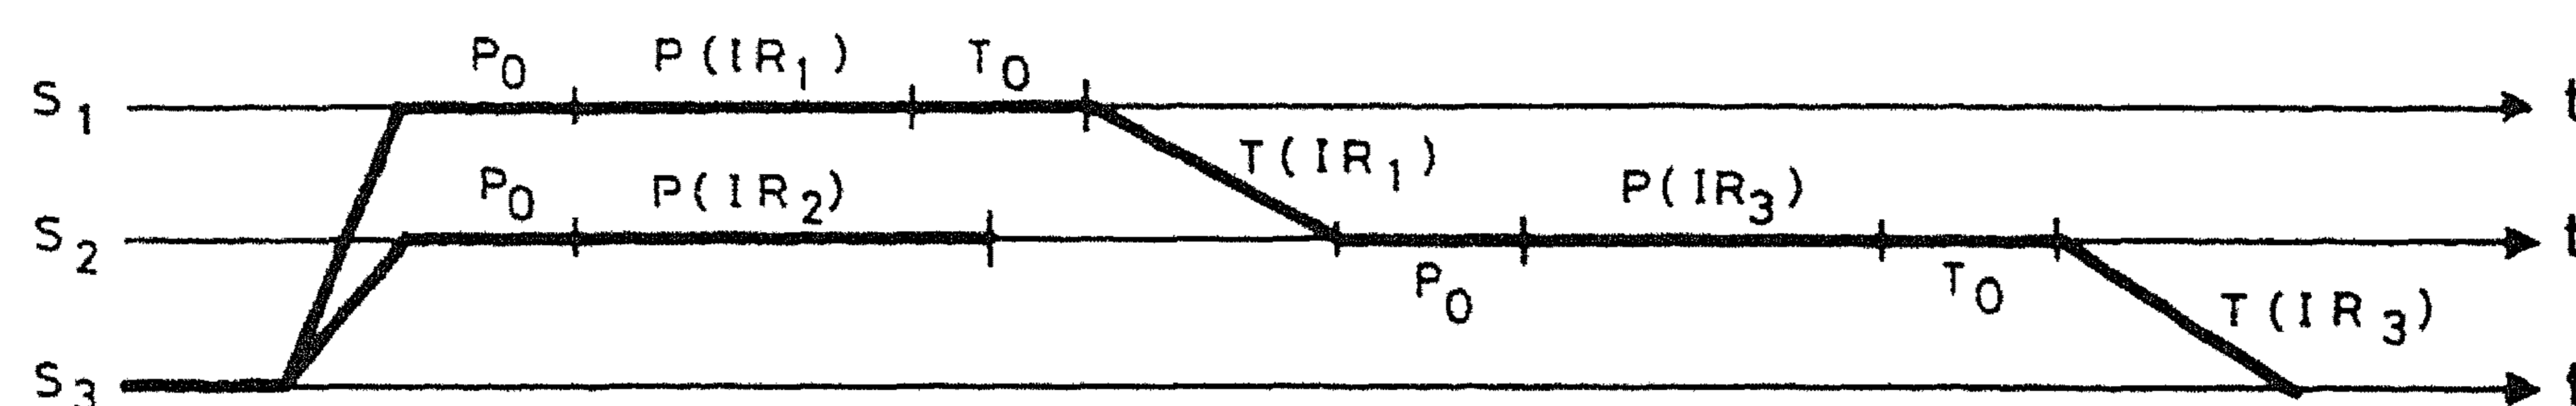 P0 P(IR1) T0
S1 t
T(IR1)
P0 P(IR2) P(IR3)
S2 t
P0 T0
T(IR3)
S3